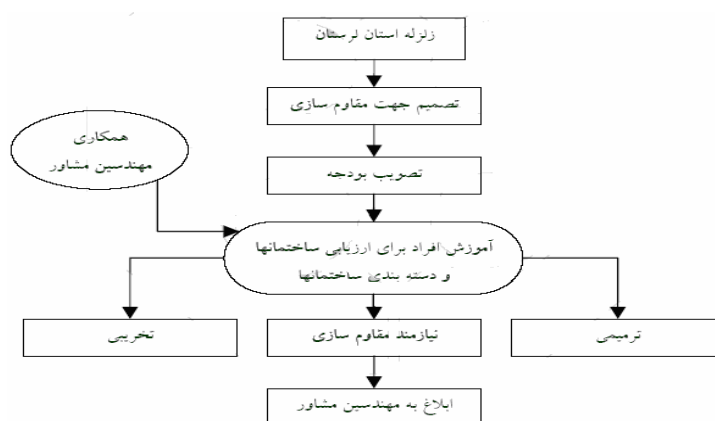 زلزله استان لرستان
تصمیم جهت مقاوم سازی
همکاری
مهندسین مشاور
تصویب بودجه
آموزش افراد برای ارزیابی ساختمانها
و دسته بندی ساختمانها
ترمیمی
نیازمند مقاوم سازی
تخریبی
ابلاغ به مهندسین مشاور